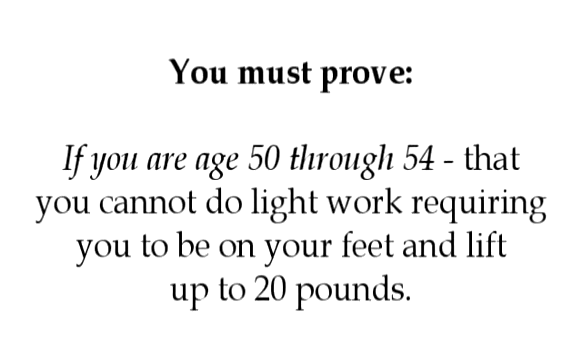 You must prove:
If you are age 50 through 54 - that
you cannot do light work requiring
you to be on your feet and lift
up to 20 pounds.